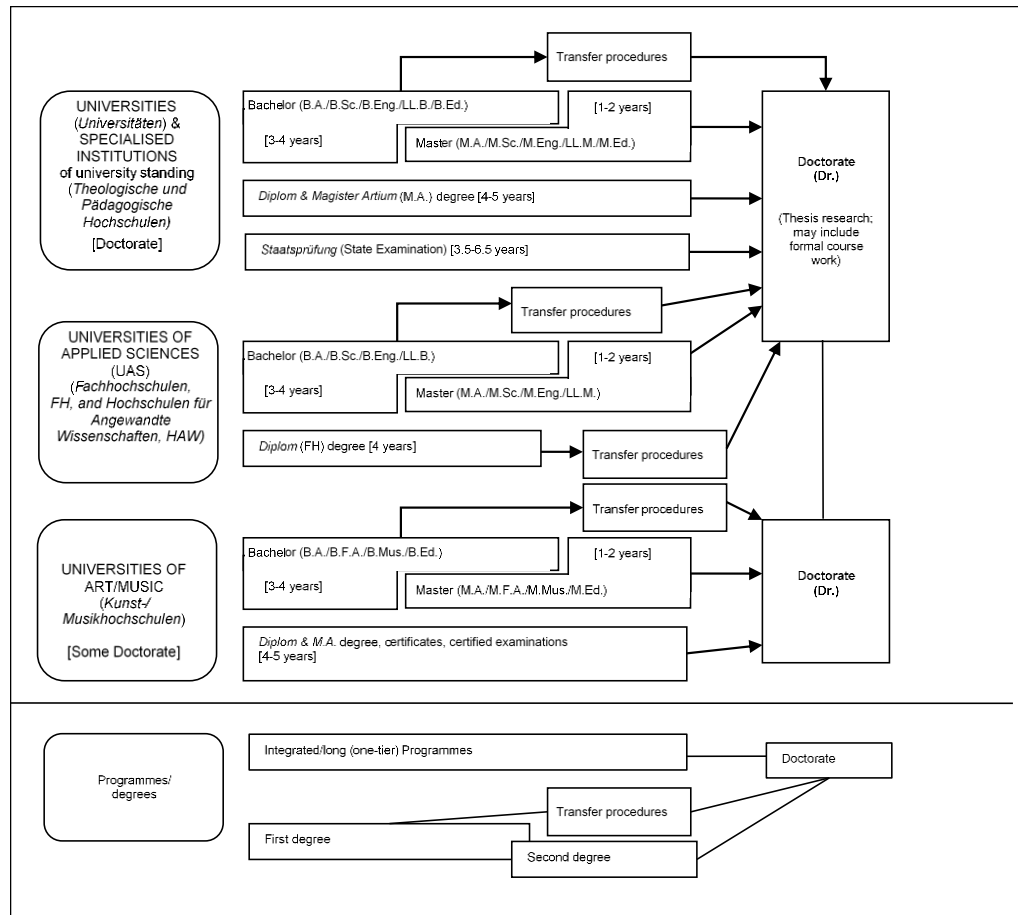 Transfer procedures
UNIVERSITIES
(Universitäten) &
SPECIALISED
INSTITUTIONS
of university standing
(Theologische und
Pädagogische
Hochschulen)
[Doctorate]
Bachelor (B.A./B.Sc./B.Eng./LL.B./B.Ed.)
[3-4 years]
[1-2 years]
Master (M.A./M.Sc./M.Eng./LL.M./M.Ed.)
Diplom & Magister Artium (M.A.) degree [4-5 years]
Staatsprüfung (State Examination) [3.5-6.5 years]
Doctorate
(Dr.)
(Thesis research;
may include
formal course
work)
UNIVERSITIES OF
APPLIED SCIENCES
(UAS)
(Fachhochschulen,
FH, and Hochschulen für
Angewandte
Wissenschaften, HAW)
Transfer procedures
Bachelor (B.A./B.Sc./B.Eng./LL.B.)
[3-4 years]
[1-2 years]
Master (M.A./M.Sc./M.Eng./LL.M.)
Diplom (FH) degree [4 years]
Transfer procedures
UNIVERSITIES OF
ART/MUSIC
(Kunst-/
Musikhochschulen)
[Some Doctorate]
Transfer procedures
Bachelor (B.A./B.F.A./B.Mus./B.Ed.)
[3-4 years]
[1-2 years]
Master (M.A./M.F.A./M.Mus./M.Ed.)
Diplom & M.A. degree, certificates, certified examinations
[4-5 years]
Doctorate
(Dr.)
Programmes/
degrees
Integrated/long (one-tier) Programmes
Doctorate
Transfer procedures
First degree
Second degree